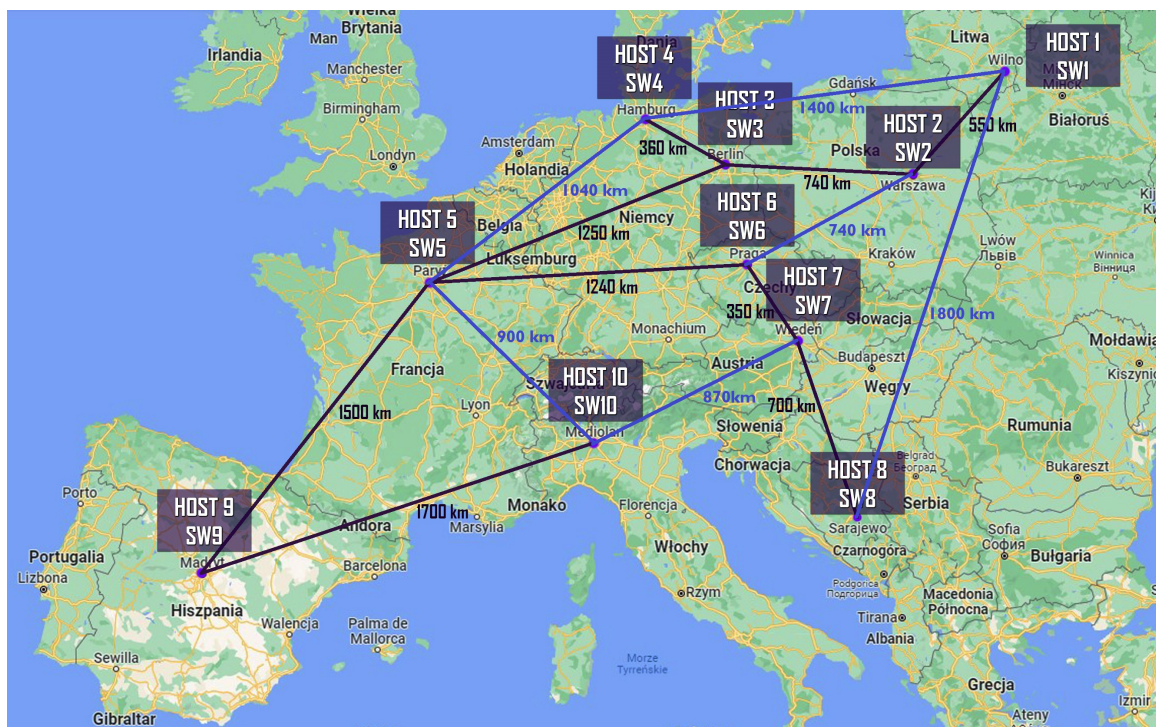 Wielka
Brytania
Irlandia
Man
Manchester
Birmingham
Londyn
HOST 4
SW4
Dania
Hamburg
HOST 3
SW3
Berlin
Litwa
Wilno
HOST 1
SW1
Mińsk
Białoruś
Gdańsk
1400 km
HOST 2
SW2
550 km
Polska
Warszawa
360 km
740 km
Amsterdam
Holandia
1040 km
HOST 5
SW5
Belgia
Niemcy
1250 km
HOST 6
SW6
740 km
Luksemburg
Paryż
Praga
Kraków
Lwów
Львів
Winnica
Вінниця
1240 km
HOST 7
SW7
Czechy
350 km
1800 km
900 km
Monachium
Wiedeń
Słowacja
Mołdawia
Kiszyniów
Francja
Austria
Budapeszt
Węgry
HOST 10
SW10
Szwajcaria
870km
700 km
1500 km
Lyon
Mediolan
Słowenia
Rumunia
Chorwacja
Belgrad
Београд
HOST 8
SW8
Bukareszt
Serbia
HOST 9
SW9
1700 km
Monako
Marsylia
Florencja
Sarajewo
Czarnogóra
Sofia
София
Bułgaria
Porto
Andora
Włochy
Portugalia
Madryt
Barcelona
Lizbona
Hiszpania
Rzym
Podgorica
Подгорица
Macedonia
Północna
Tirana
Albania
Walencja
Palma de
Mallorca
Sewilla
Morze
Tyrreńskie
Grecja
Izmir
Gibraltar
Ateny